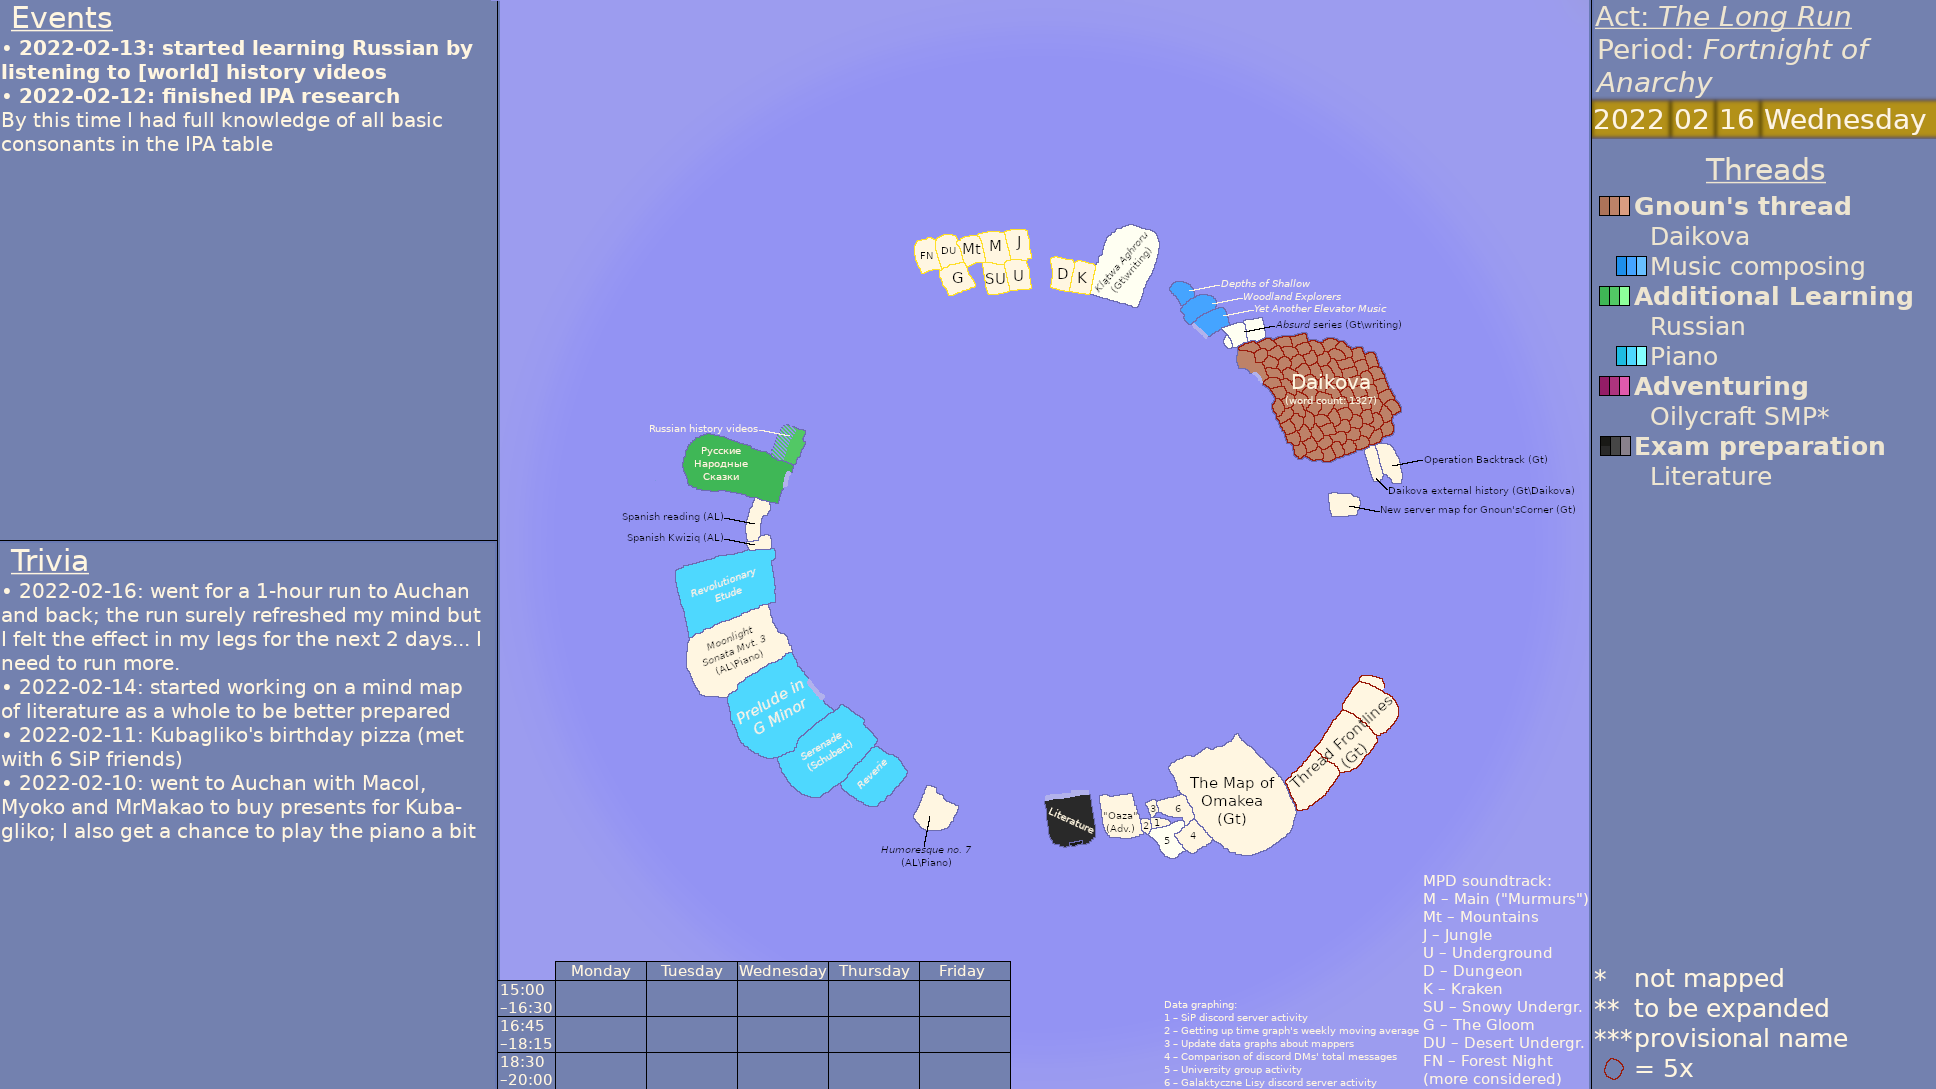 Events
• 2022-02-13: started learning Russian by
listening to [world] history videos
• 2022-02-12: finished IPA research
By this time I had full knowledge of all basic
consonants in the IPA table
Trivia
• 2022-02-16: went for a 1-hour run to Auchan
and back; the run surely refreshed my mind but
I felt the effect in my legs for the next 2 days... I
need to run more.
• 2022-02-14: started working on a mind map
of literature as a whole to be better prepared
• 2022-02-11: Kubagliko's birthday pizza (met
with 6 SiP friends)
• 2022-02-10: went to Auchan with Macol,
Myoko and MrMakao to buy presents for Kuba-
gliko; I also get a chance to play the piano a bit
FN
DU
Mt
M
J
G
SU
U
D
K
Klątwa Aghroru
(Gt\writing)
Depths of Shallow
Woodland Explorers
Yet Another Elevator Music
Absurd series (Gt\writing)
Daikova
(word count: 1327)
Operation Backtrack (Gt)
Daikova external history (Gt\Daikova)
New server map for Gnoun'sCorner (Gt)
Russian history videos
Русские
Народные
Сказки
Spanish reading (AL)
Spanish Kwiziq (AL)
Revolutionary
Etude
Moonlight
Sonata Mvt. 3
(AL\Piano)
Prelude in
G Minor
Serenade
(Schubert)
Reverie
Humoresque no. 7
(AL\Piano)
Literature
"Oaza"
(Adv.)
3
6
2
1
5
4
The Map of
Omakea
(Gt)
Thread Frontlines
(Gt)
Monday
Tuesday
Wednesday
Thursday
Friday
15:00
–16:30
16:45
–18:15
18:30
–20:00
Data graphing:
1 – SiP discord server activity
2 – Getting up time graph's weekly moving average
3 – Update data graphs about mappers
4 – Comparison of discord DMs' total messages
5 – University group activity
6 – Galaktyczne Lisy discord server activity
MPD soundtrack:
M – Main ("Murmurs")
Mt – Mountains
J – Jungle
U – Underground
D – Dungeon
K – Kraken
SU – Snowy Undergr.
G – The Gloom
DU – Desert Undergr.
FN – Forest Night
(more considered)
Act: The Long Run
Period: Fortnight of
Anarchy
2022 02 16 Wednesday
Threads
Gnoun's thread
Daikova
Music composing
Additional Learning
Russian
Piano
Adventuring
Oilycraft SMP*
Exam preparation
Literature
* not mapped
** to be expanded
*** provisional name
= 5x